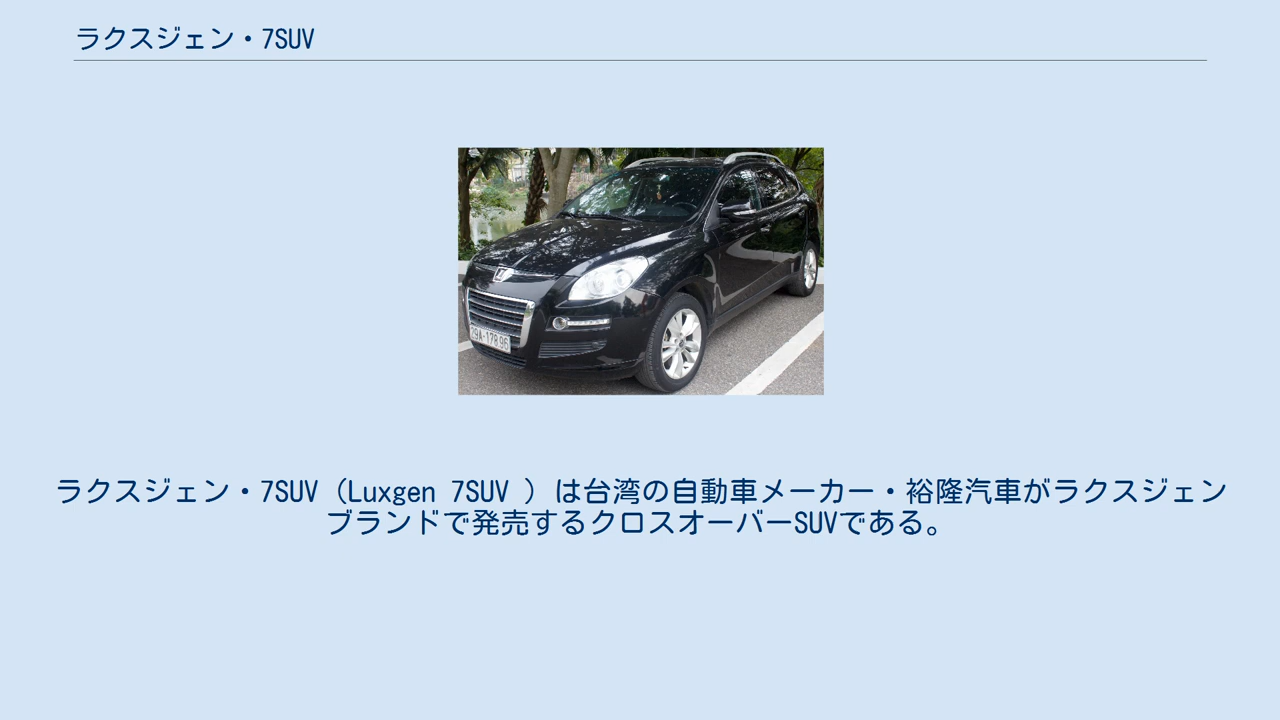 ラクスジェン・7SUV
29A-178.96
ラクスジェン・7SUV（Luxgen 7SUV ）は台湾の自動車メーカー・裕隆汽車がラクスジェン
ブランドで発売するクロスオーバーSUVである。